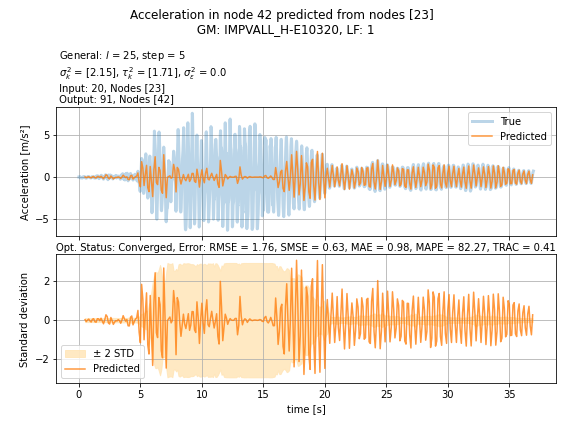 Acceleration in node 42 predicted from nodes [23]
GM: IMPVALL_H-E10320, LF: 1
General: l = 25, step = 5
σ²ₖ = [2.15], τ²ₖ = [1.71], σ²ε = 0.0
Input: 20, Nodes [23]
Output: 91, Nodes [42]
True
Predicted
Acceleration [m/s²]
5
0
−5
Opt. Status: Converged, Error: RMSE = 1.76, SMSE = 0.63, MAE = 0.98, MAPE = 82.27, TRAC = 0.41
Standard deviation
2
0
−2
± 2 STD
Predicted
0 5 10 15 20 25 30 35
time [s]